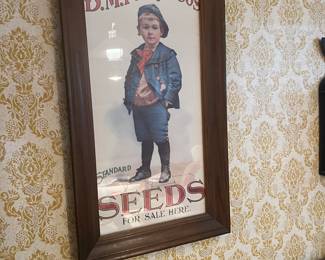 D.M.
STANDARD
SEEDS
FOR SALE HERE